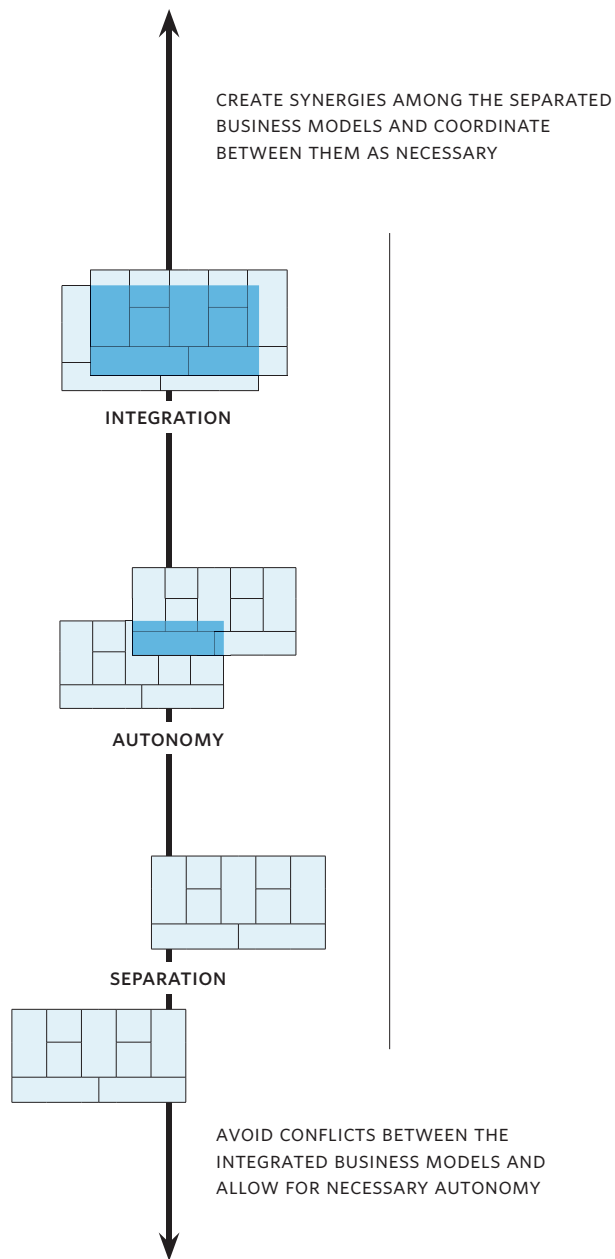 CREATE SYNERGIES AMONG THE SEPARATED
BUSINESS MODELS AND COORDINATE
BETWEEN THEM AS NECESSARY
INTEGRATION
AUTONOMY
SEPARATION
AVOID CONFLICTS BETWEEN THE
INTEGRATED BUSINESS MODELS AND
ALLOW FOR NECESSARY AUTONOMY